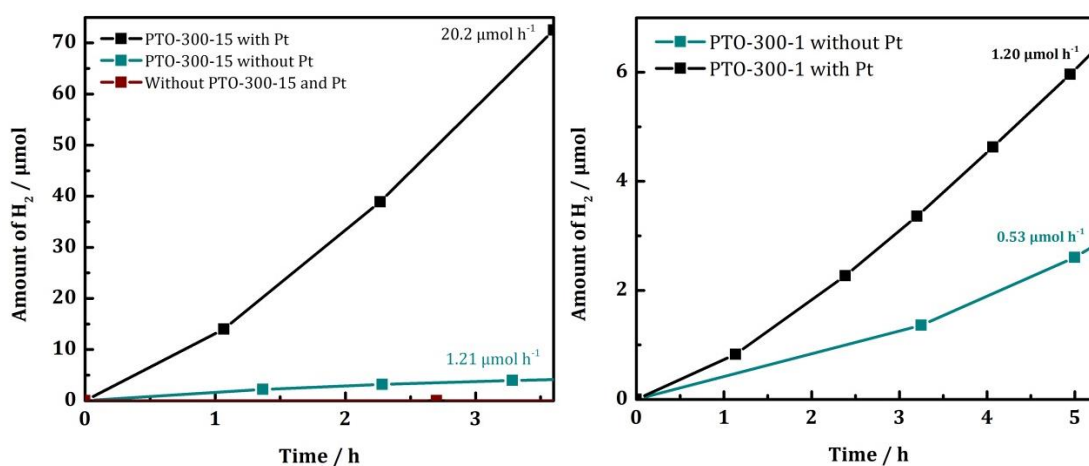 Amount of H2 / µmol
70
60
50
40
30
20
10
0
PTO-300-15 with Pt
PTO-300-15 without Pt
Without PTO-300-15 and Pt
20.2 µmol h-1
1.21 µmol h-1
0 1 2 3
Time / h
Amount of H2 / µmol
6
4
2
0
PTO-300-1 without Pt
PTO-300-1 with Pt
1.20 µmol h-1
0.53 µmol h-1
0 1 2 3 4 5
Time / h